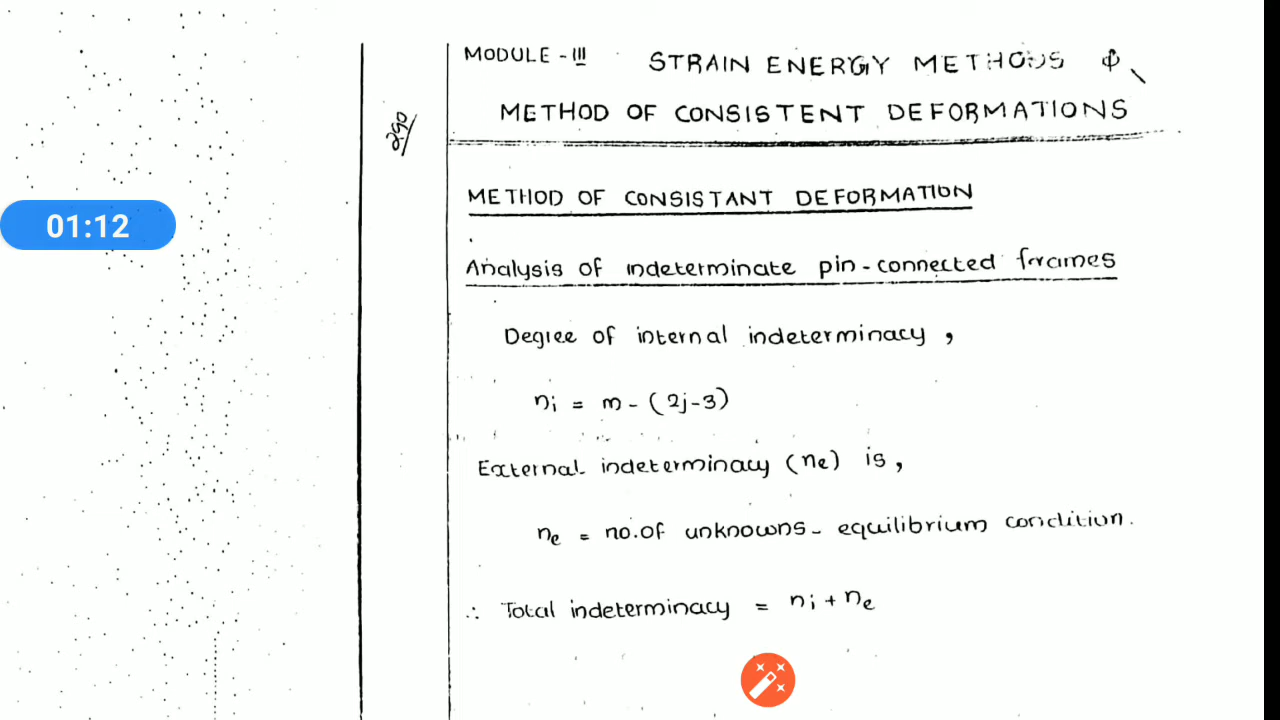 MODULE - III STRAIN ENERGY METHODS &
METHOD OF CONSISTENT DEFORMATIONS
290
METHOD OF CONSISTANT DEFORMATION
01:12
Analysis of indeterminate pin-connected frames
Degree of internal indeterminacy,
ni = m - (2j-3)
External indeterminacy (ne) is,
ne = no.of unknowns - equilibrium condition.
∴ Total indeterminacy = ni + ne